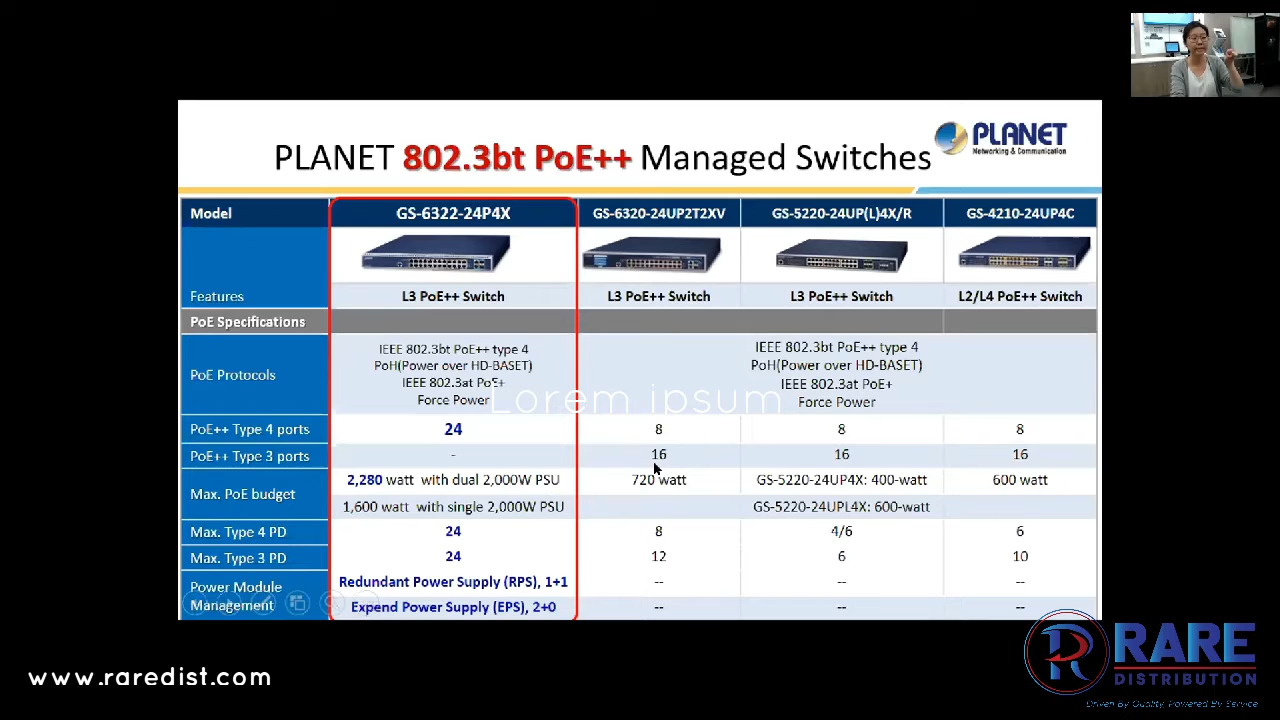 PLANET 802.3bt PoE++ Managed Switches
PLANET
Networking & Communication
Model GS-6322-24P4X GS-6320-24UP2T2XV GS-5220-24UP(L)4X/R GS-4210-24UP4C
Features L3 PoE++ Switch L3 PoE++ Switch L3 PoE++ Switch L2/L4 PoE++ Switch
PoE Specifications
PoE Protocols
IEEE 802.3bt PoE++ type 4
PoH(Power over HD-BASET)
IEEE 802.3at PoE+
Force Power
IEEE 802.3bt PoE++ type 4
PoH(Power over HD-BASET)
IEEE 802.3at PoE+
Force Power
Lorem ipsum
PoE++ Type 4 ports 24 8 8 8
PoE++ Type 3 ports - 16 16 16
Max. PoE budget
2,280 watt with dual 2,000W PSU 720 watt GS-5220-24UP4X: 400-watt 600 watt
1,600 watt with single 2,000W PSU GS-5220-24UPL4X: 600-watt
Max. Type 4 PD 24 8 4/6 6
Max. Type 3 PD 24 12 6 10
Power Module
Management
Redundant Power Supply (RPS), 1+1 -- -- --
Expend Power Supply (EPS), 2+0 -- -- --
www.raredist.com
RARE
DISTRIBUTION
Driven By Quality, Powered By Service